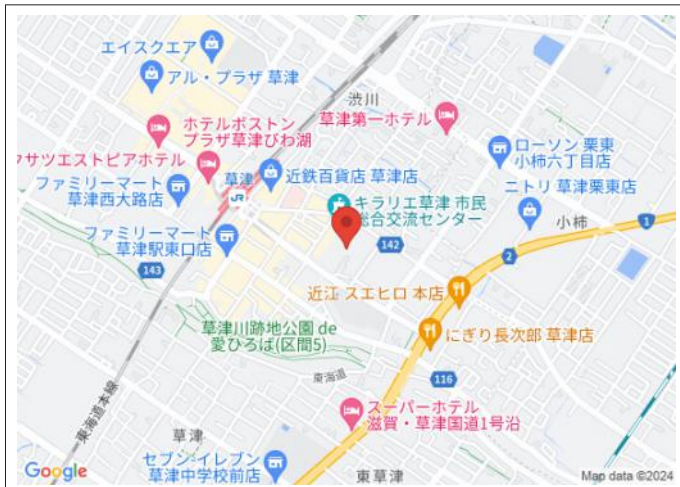 エイスクエア
アル・プラザ 草津
渋川
草津第一ホテル
ホテルボストン
プラザ草津びわ湖
ローソン 栗東
小柿六丁目店
クサツエストピアホテル
草津
近鉄百貨店 草津店
ニトリ 草津栗東店
ファミリーマート
草津西大路店
キラリエ草津 市民
総合交流センター
小柿
1
JR
ファミリーマート
草津駅東口店
142
2
143
近江 スエヒロ 本店
草津川跡地公園 de
愛ひろば(区間5)
にぎり長次郎 草津店
東海道
116
東海道本線
スーパーホテル
滋賀・草津国道1号沿
草津
セブン-イレブン
草津中学校前店
東草津
Google
Map data ©2024